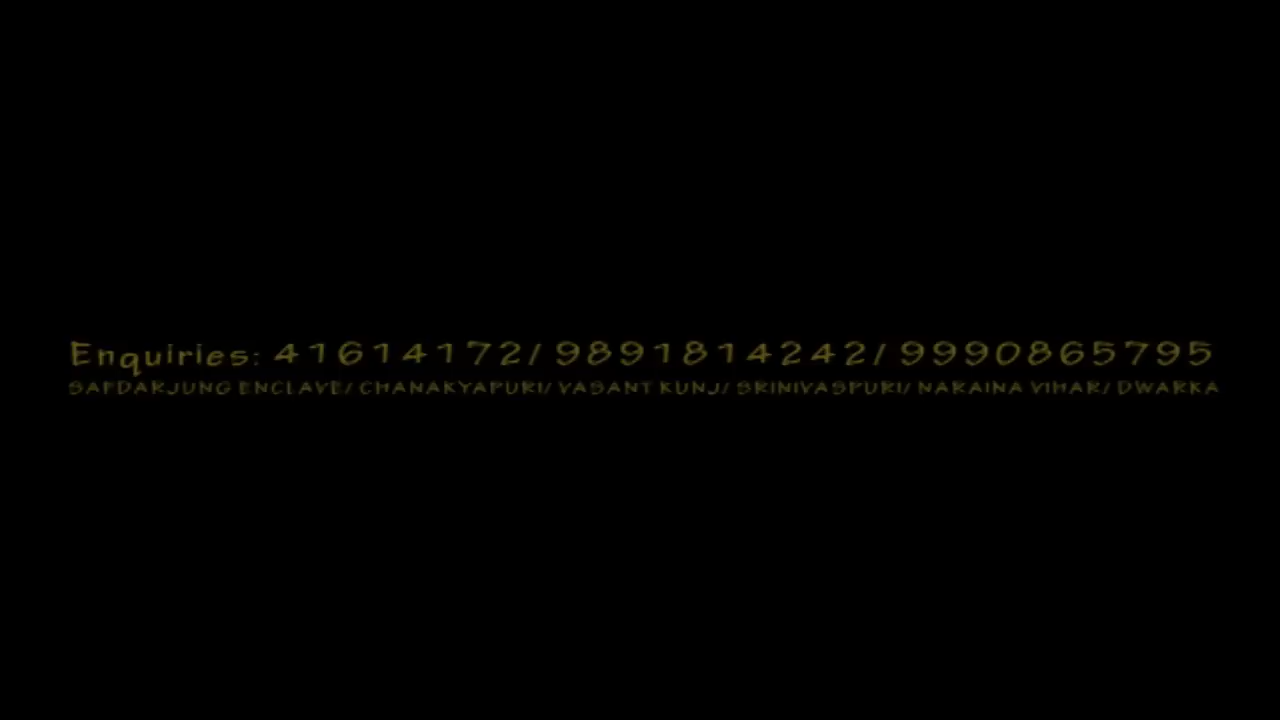 Enquiries: 41614172/ 9891814242/ 9990865795
SAFDARJUNG ENCLAVE/ CHANAKYAPURI/ VASANT KUNJ/ SRINIVASPURI/ NARAINA VIHAR/ DWARKA